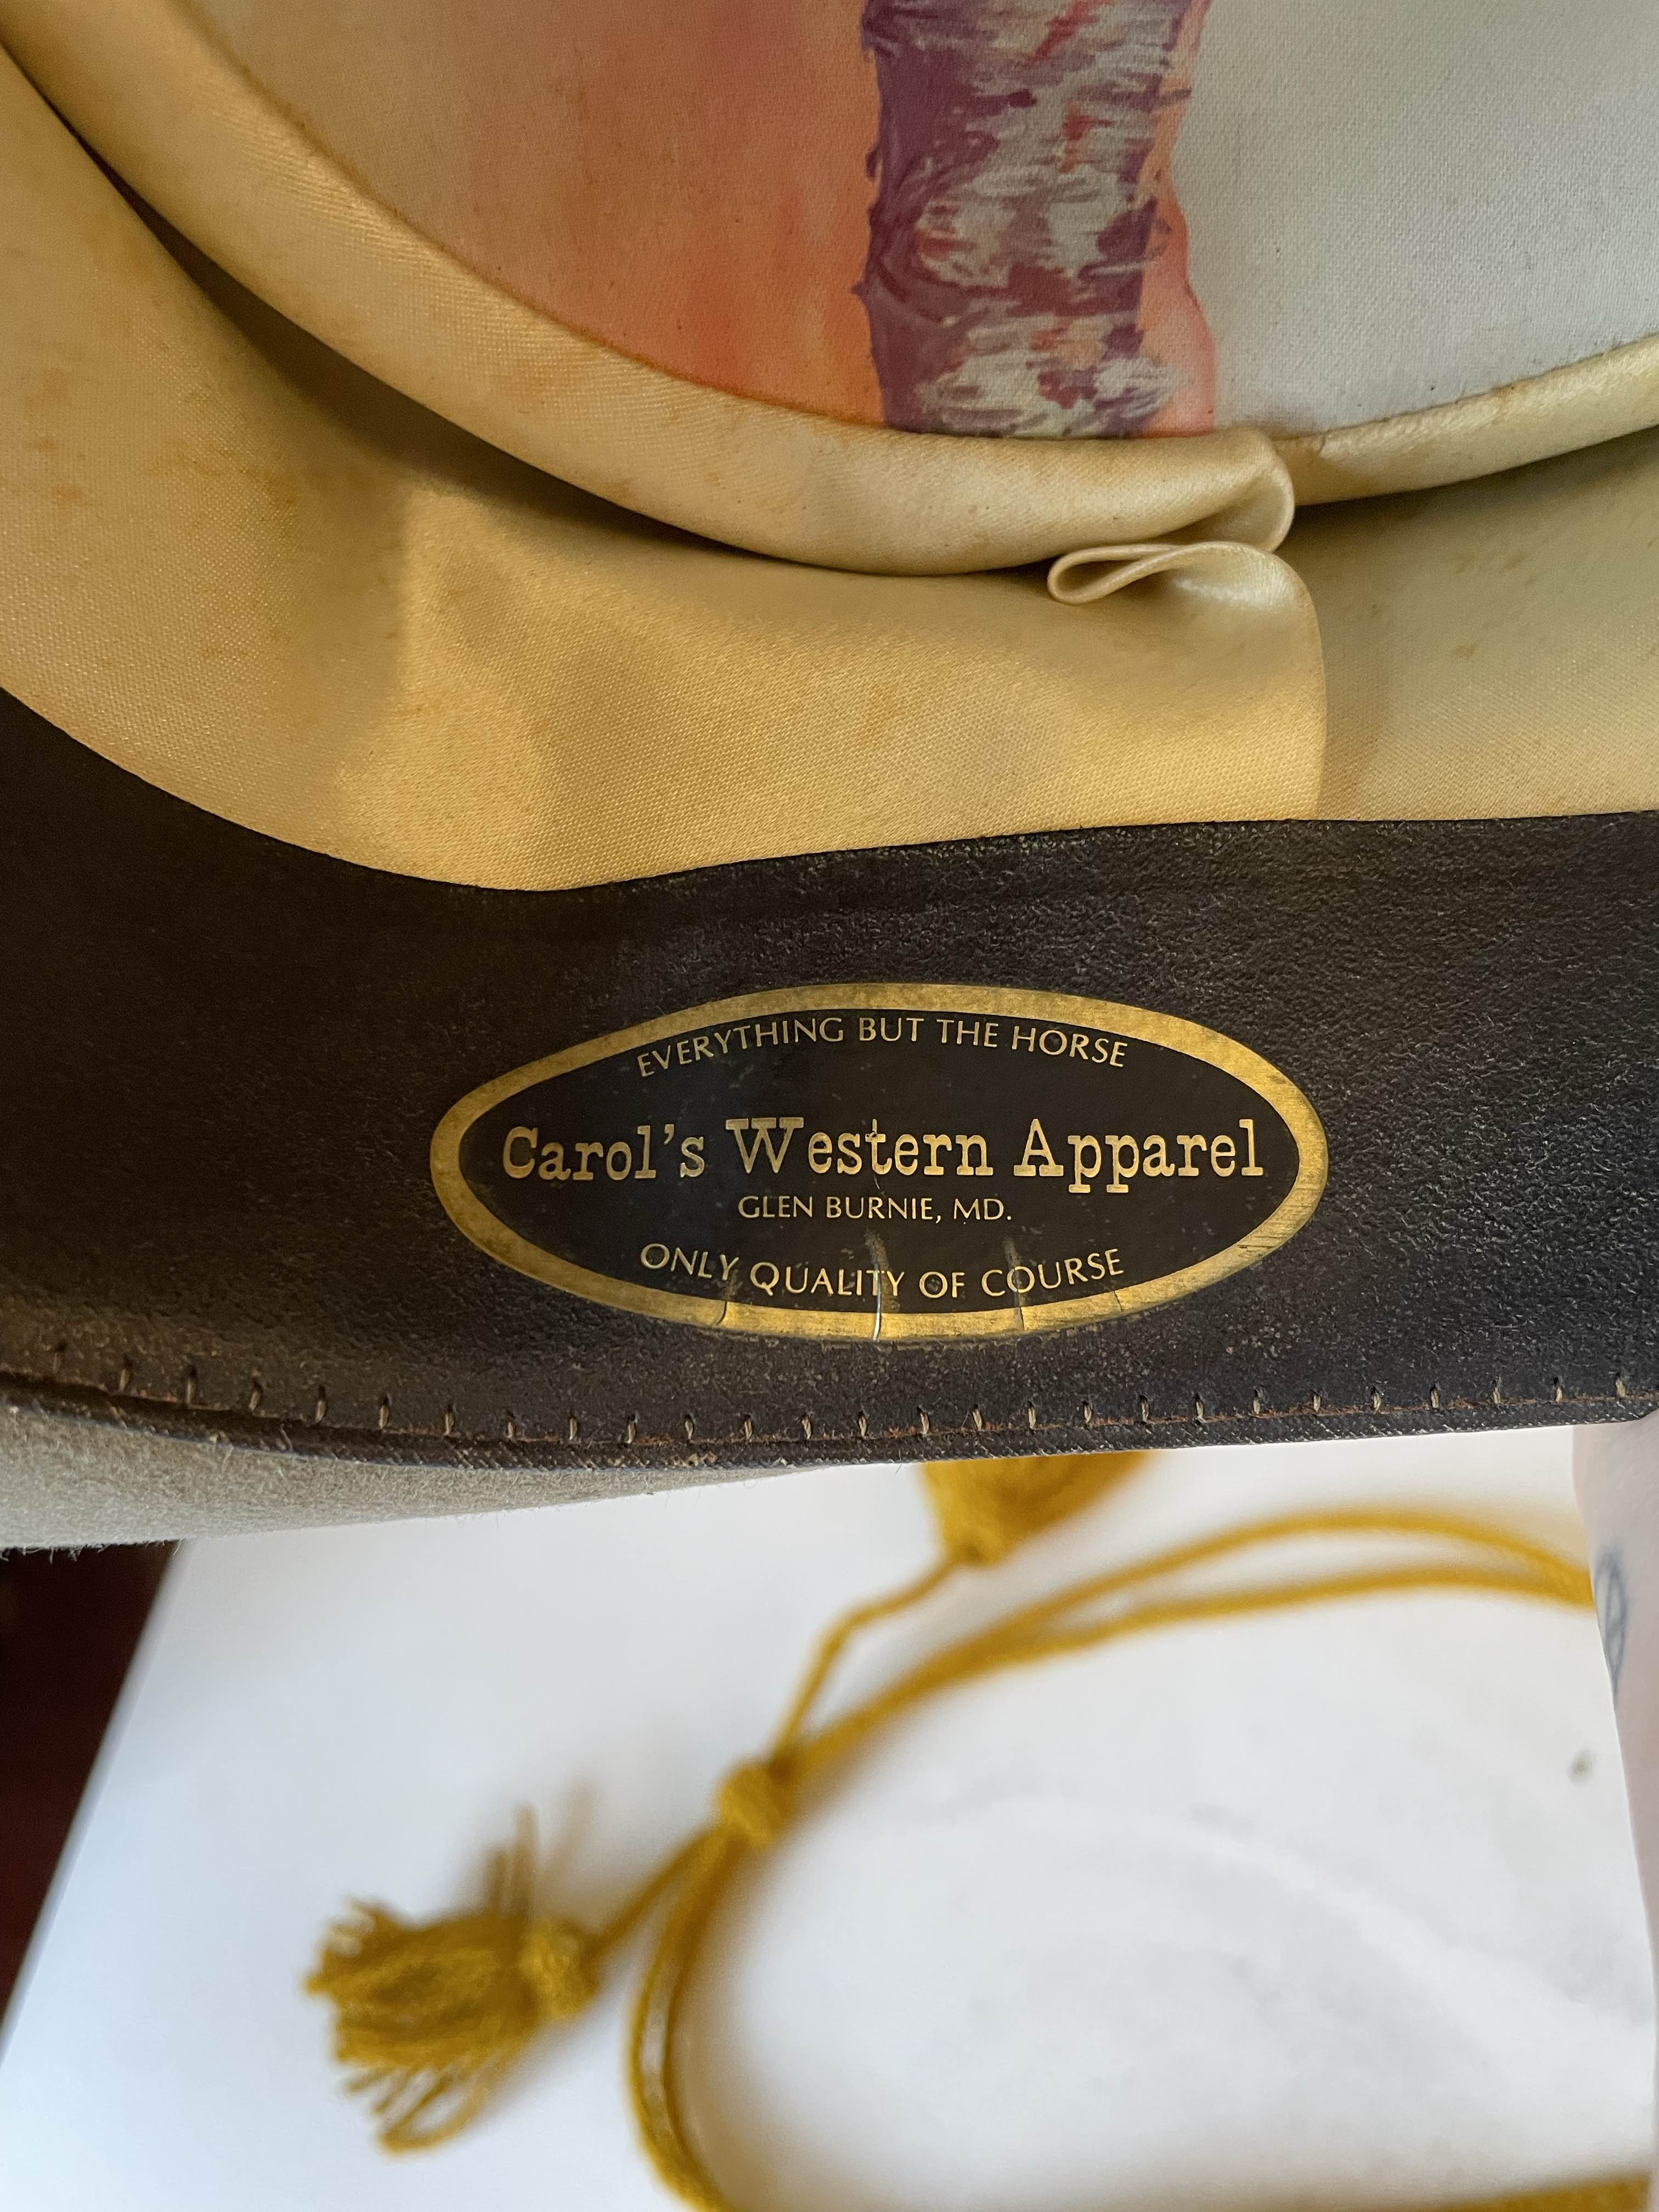 EVERYTHING BUT THE HORSE
Carol's Western Apparel
GLEN BURNIE, MD.
ONLY QUALITY OF COURSE